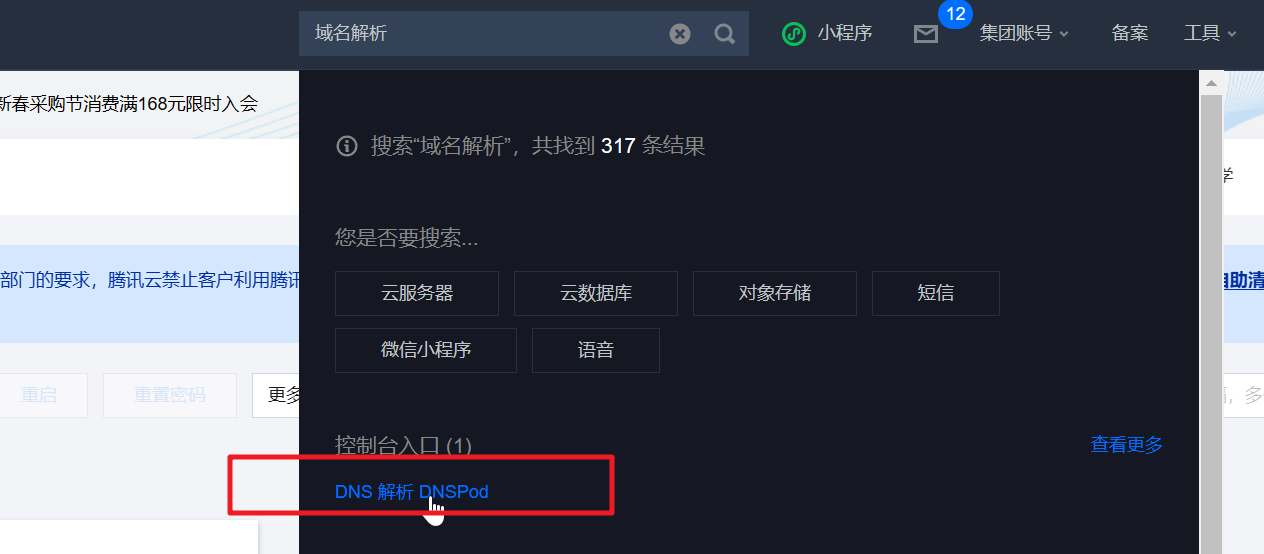 域名解析
小程序
12
集团账号
备案
工具
新春采购节消费满168元限时入会
搜索“域名解析”，共找到 317 条结果
学
您是否要搜索...
部门的要求，腾讯云禁止客户利用腾讯
自助清
云服务器
云数据库
对象存储
短信
微信小程序
语音
重启
重置密码
更多
，多
控制台入口 (1)
查看更多
DNS 解析 DNSPod